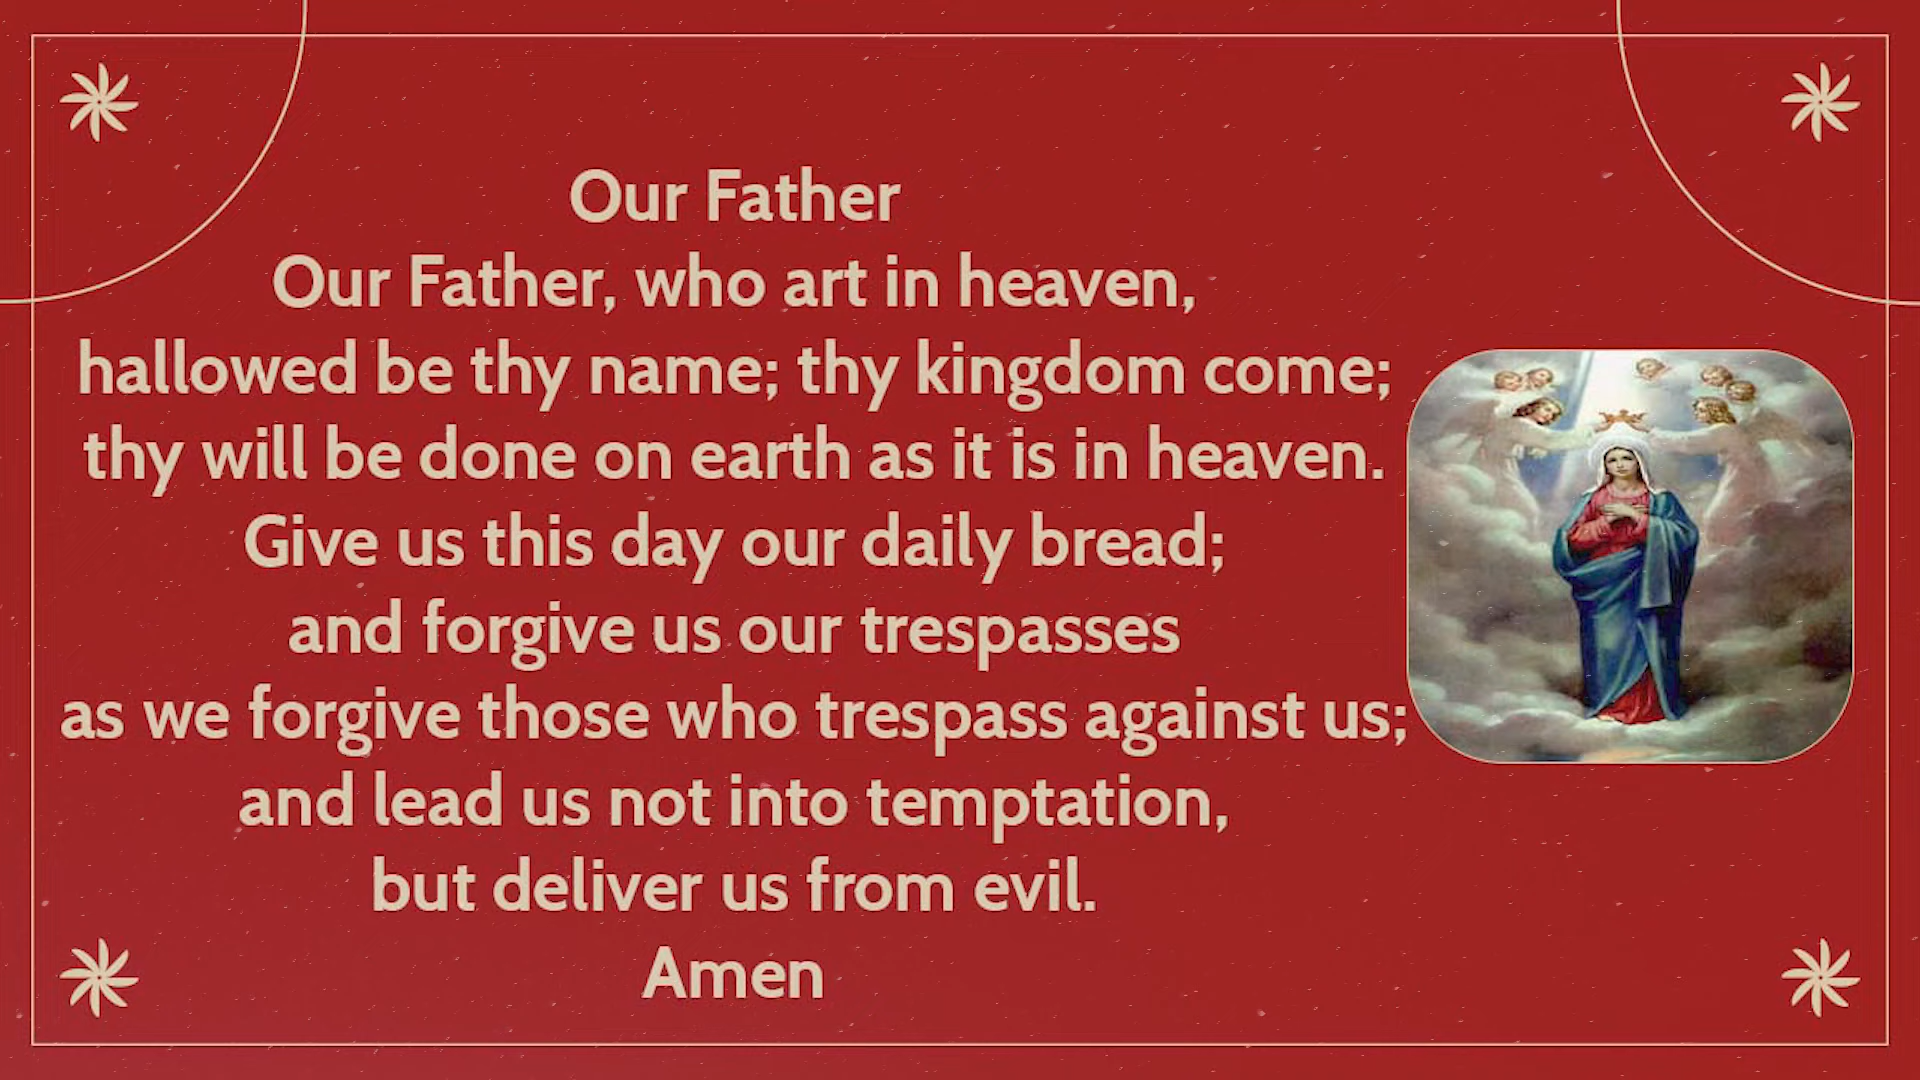 Our Father
Our Father, who art in heaven,
hallowed be thy name; thy kingdom come;
thy will be done on earth as it is in heaven.
Give us this day our daily bread;
and forgive us our trespasses
as we forgive those who trespass against us;
and lead us not into temptation,
but deliver us from evil.
Amen